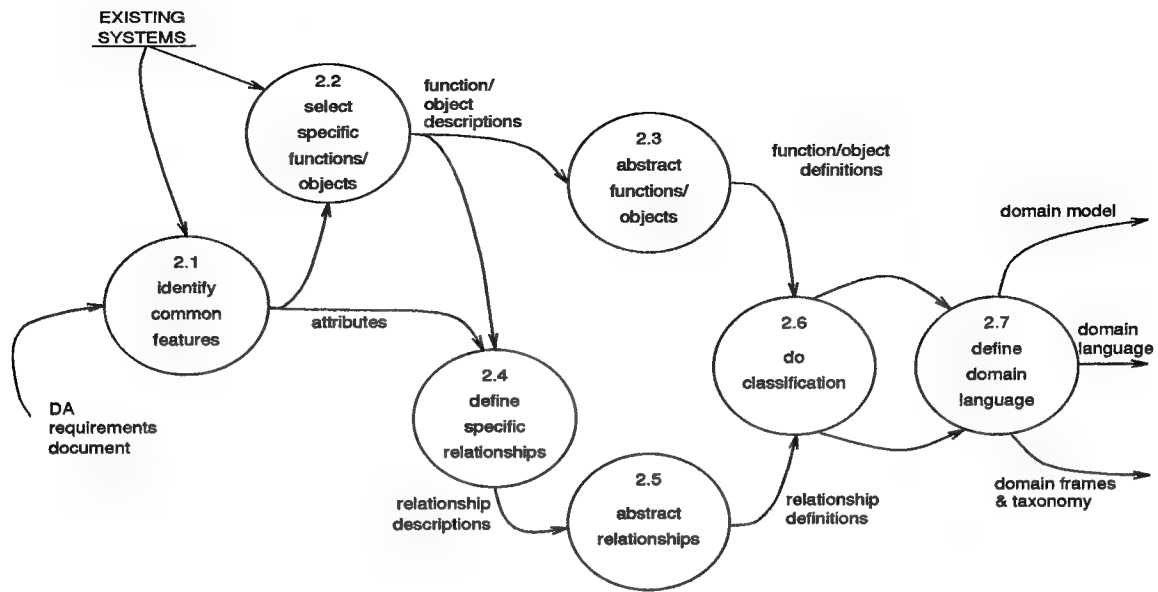 EXISTING
SYSTEMS
2.2
select
specific
functions/
objects
function/
object
descriptions
2.3
abstract
functions/
objects
function/object
definitions
domain model
2.1
identify
common
features
attributes
DA
requirements
document
2.4
define
specific
relationships
relationship
descriptions
2.5
abstract
relationships
relationship
definitions
2.6
do
classification
2.7
define
domain
language
domain
language
domain frames
& taxonomy